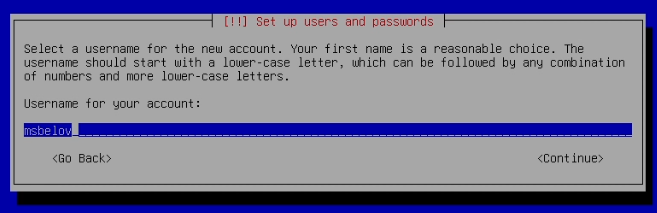 [!!] Set up users and passwords
Select a username for the new account. Your first name is a reasonable choice. The
username should start with a lower-case letter, which can be followed by any combination
of numbers and more lower-case letters.
Username for your account:
msbelov
<Go Back> <Continue>